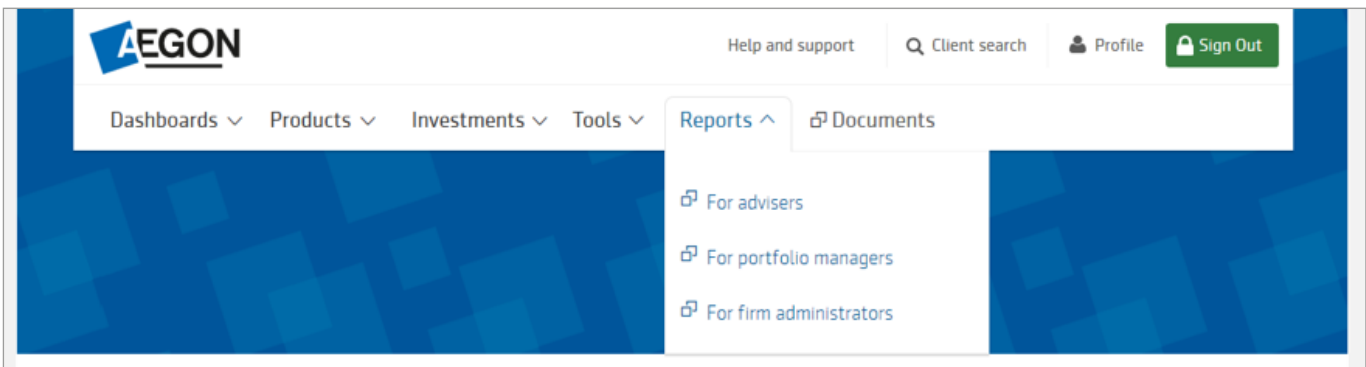 AEGON
Help and support Client search Profile Sign Out
Dashboards Products Investments Tools Reports Documents
For advisers
For portfolio managers
For firm administrators